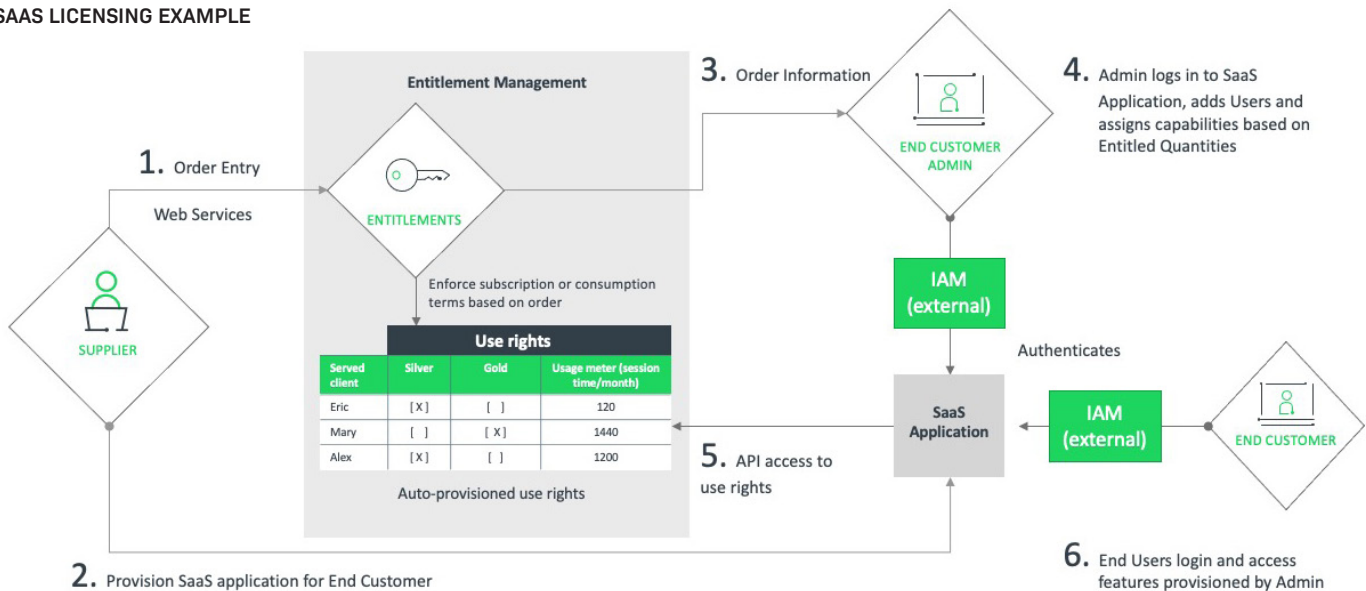 SAAS LICENSING EXAMPLE
Entitlement Management
1. Order Entry
Web Services
SUPPLIER
ENTITLEMENTS
Enforce subscription or consumption
terms based on order
Use rights
Served client Silver Gold Usage meter (session time/month)
Eric [X] [ ] 120
Mary [ ] [X] 1440
Alex [X] [ ] 1200
Auto-provisioned use rights
2. Provision SaaS application for End Customer
3. Order Information
END CUSTOMER
ADMIN
4. Admin logs in to SaaS
Application, adds Users and
assigns capabilities based on
Entitled Quantities
IAM
(external)
Authenticates
SaaS
Application
IAM
(external)
END CUSTOMER
5. API access to
use rights
6. End Users login and access
features provisioned by Admin